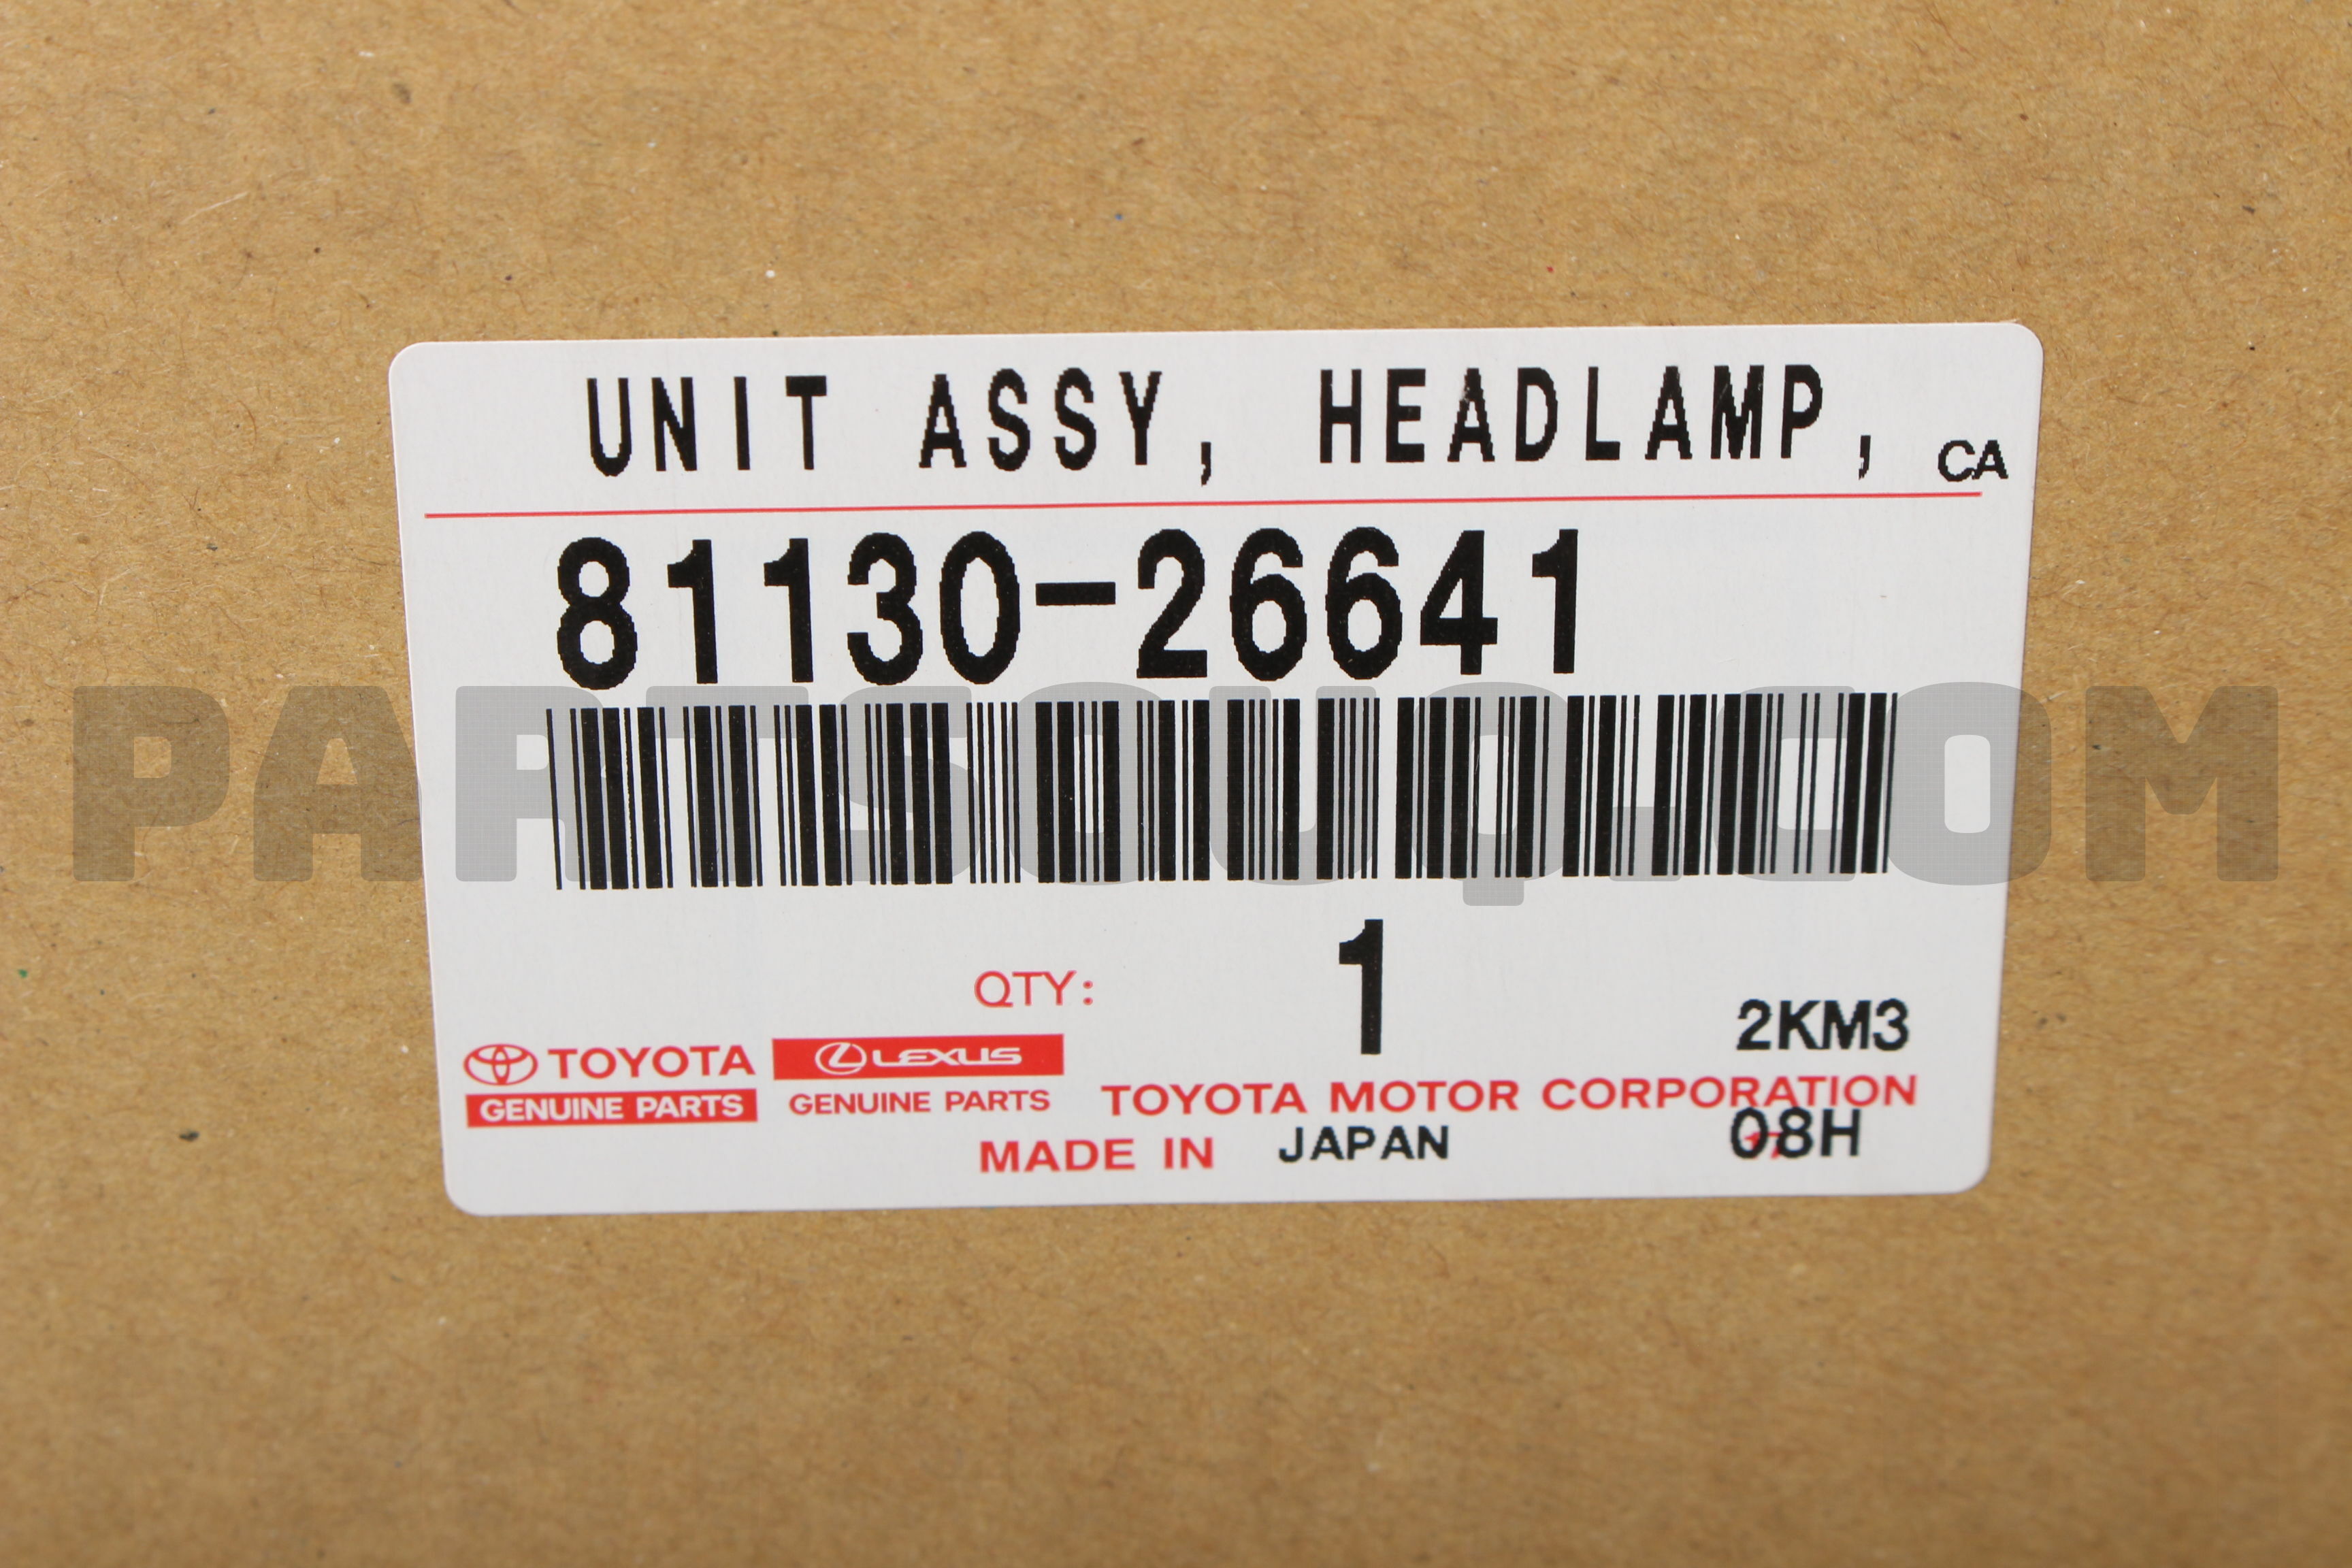 UNIT ASSY, HEADLAMP, CA
81130-26641
PARTSOUQ.COM
QTY: 1
2KM3
TOYOTA LEXUS
GENUINE PARTS GENUINE PARTS TOYOTA MOTOR CORPORATION
MADE IN JAPAN 08H